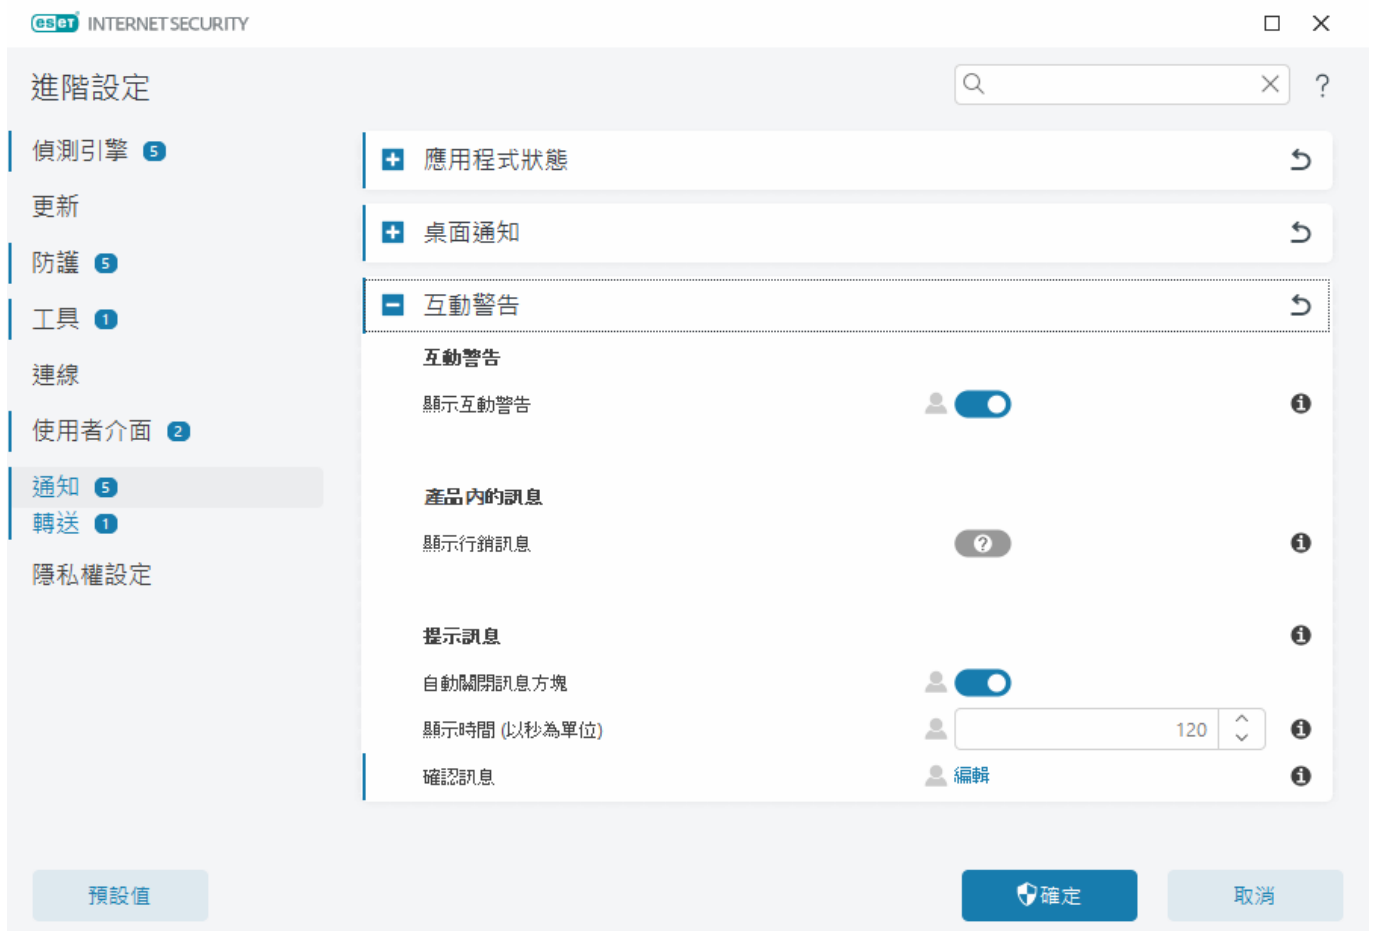 eset INTERNET SECURITY
進階設定
?
偵測引擎 5
更新
防護 5
工具 1
連線
使用者介面 2
通知 5
轉送 1
隱私權設定
應用程式狀態
桌面通知
互動警告
互動警告
顯示互動警告
產品內的訊息
顯示行銷訊息
?
提示訊息
自動關閉訊息方塊
顯示時間 (以秒為單位)
120
確認訊息
編輯
預設值
確定
取消